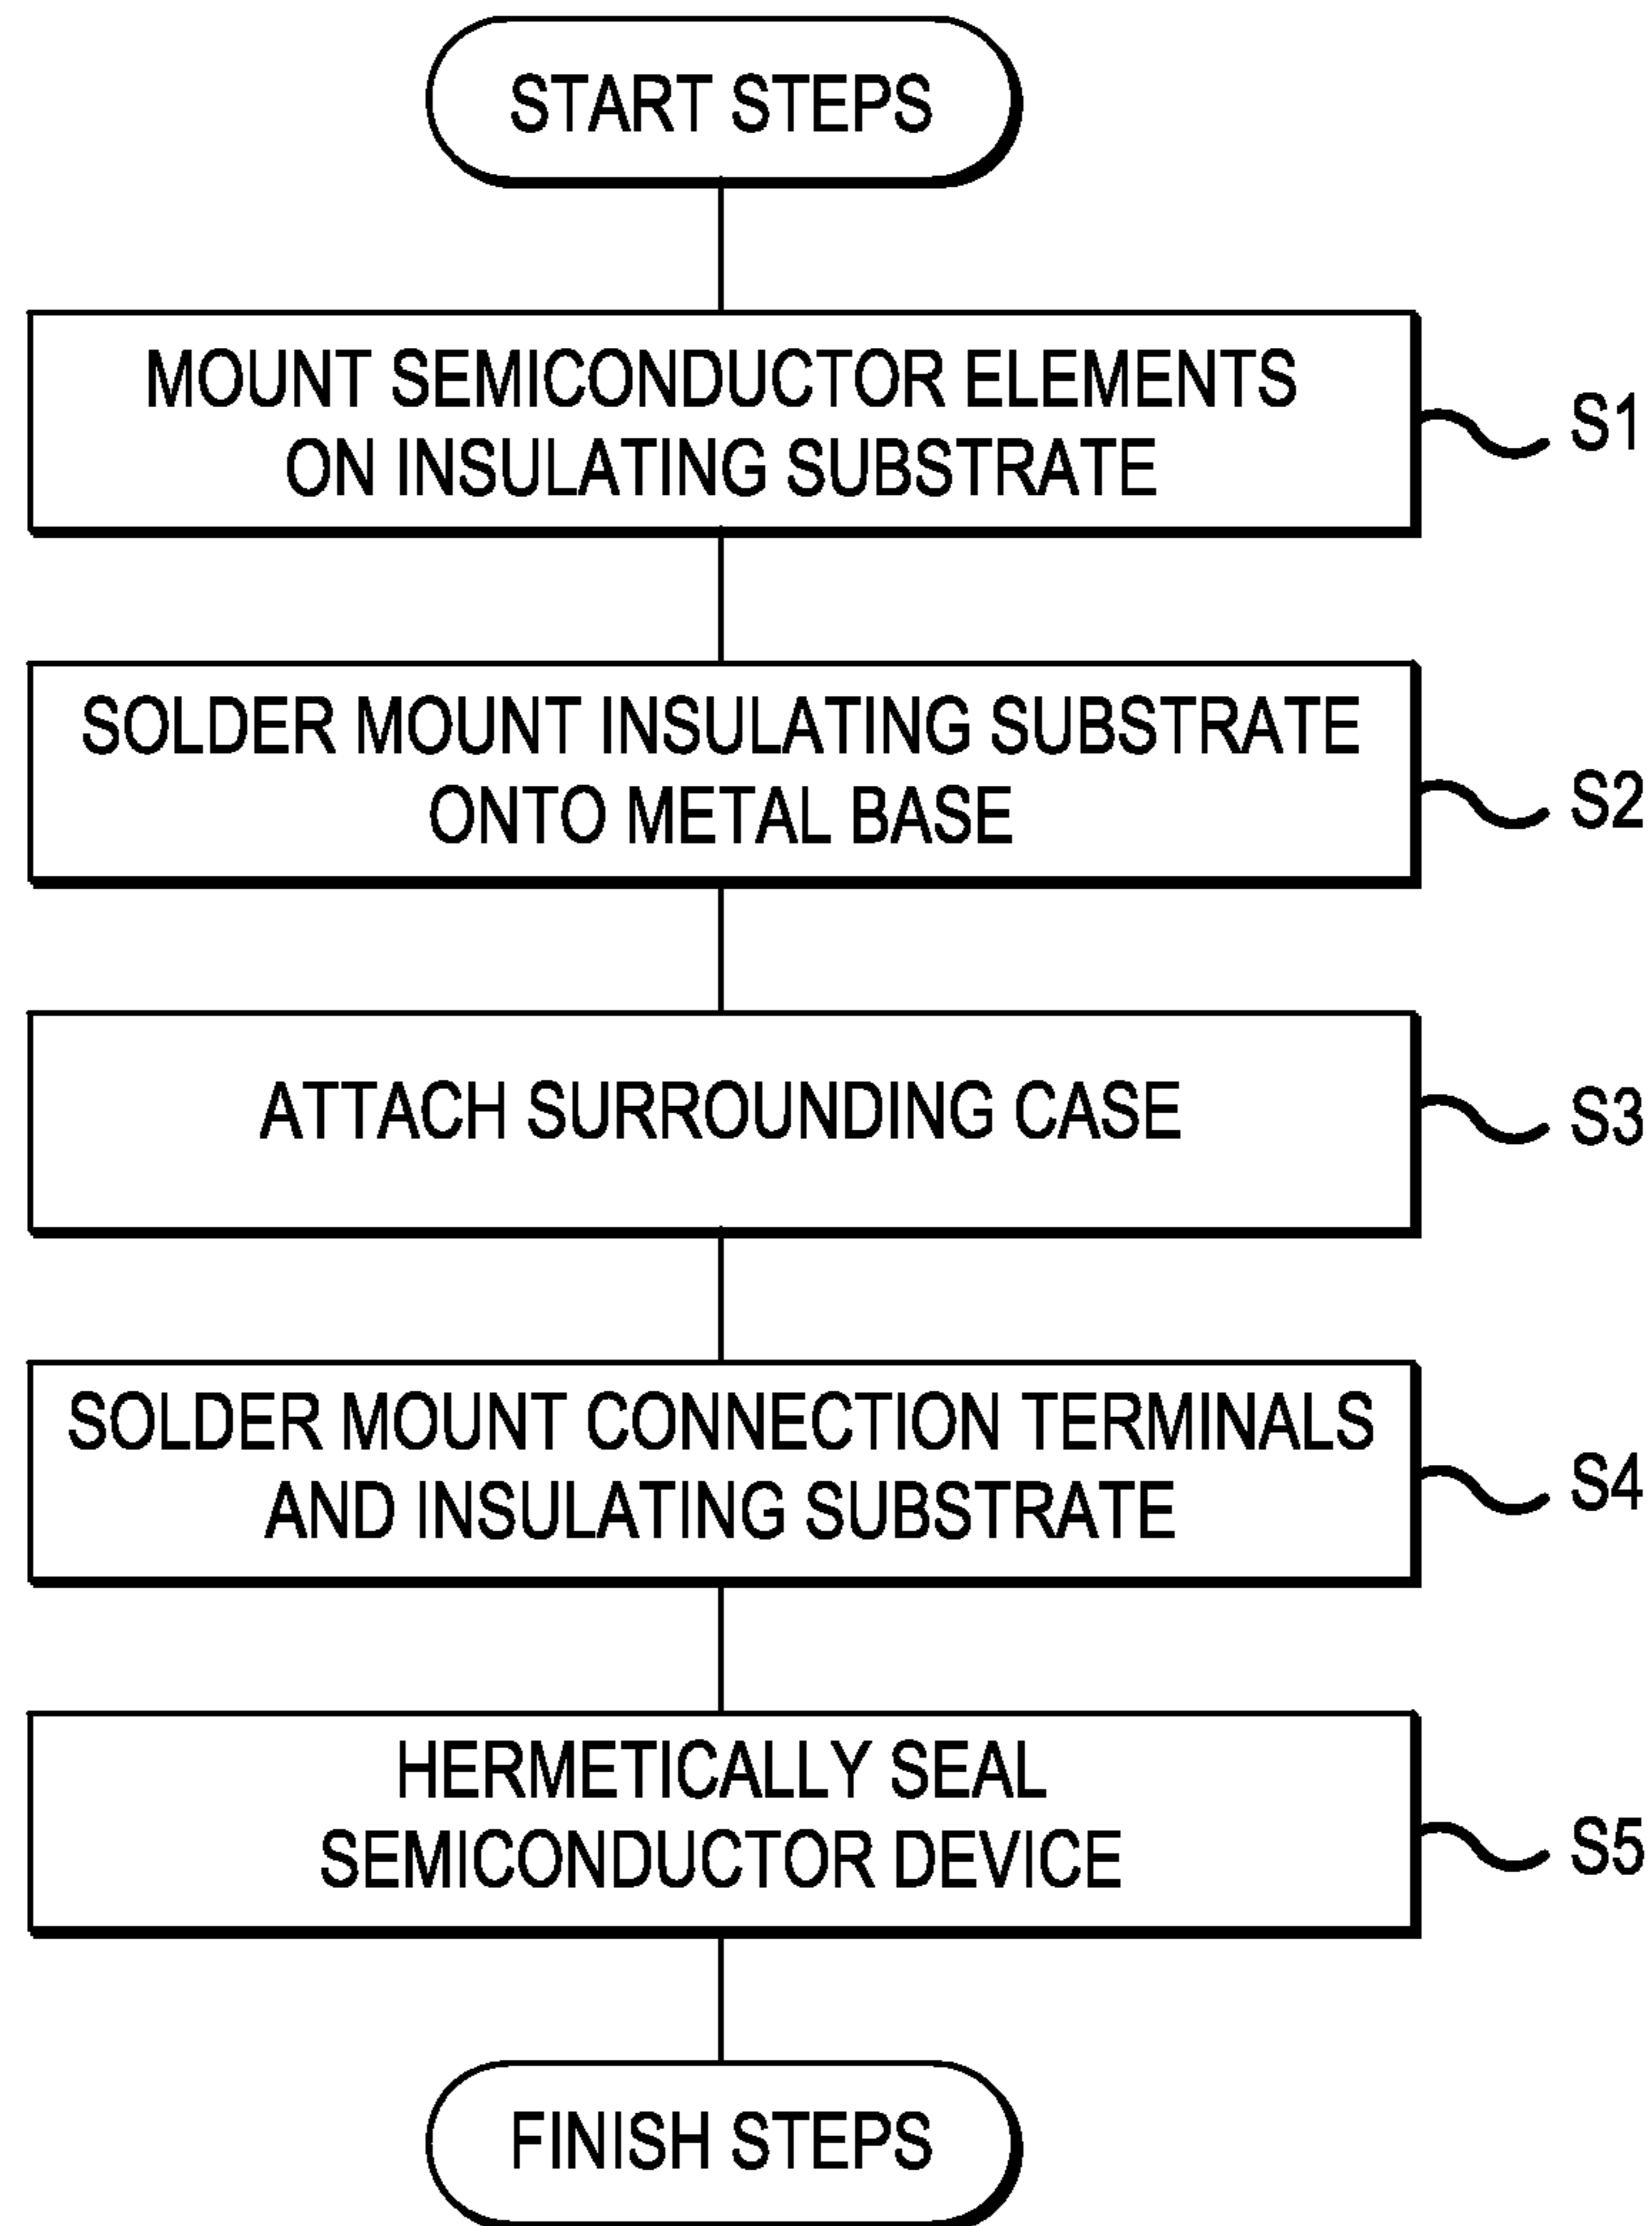 START STEPS
MOUNT SEMICONDUCTOR ELEMENTS
ON INSULATING SUBSTRATE
S1
SOLDER MOUNT INSULATING SUBSTRATE
ONTO METAL BASE
S2
ATTACH SURROUNDING CASE
S3
SOLDER MOUNT CONNECTION TERMINALS
AND INSULATING SUBSTRATE
S4
HERMETICALLY SEAL
SEMICONDUCTOR DEVICE
S5
FINISH STEPS